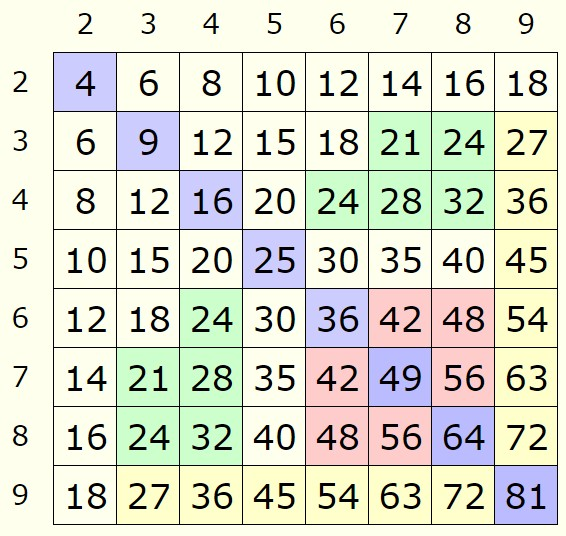 2 3 4 5 6 7 8 9
2 4 6 8 10 12 14 16 18
3 6 9 12 15 18 21 24 27
4 8 12 16 20 24 28 32 36
5 10 15 20 25 30 35 40 45
6 12 18 24 30 36 42 48 54
7 14 21 28 35 42 49 56 63
8 16 24 32 40 48 56 64 72
9 18 27 36 45 54 63 72 81